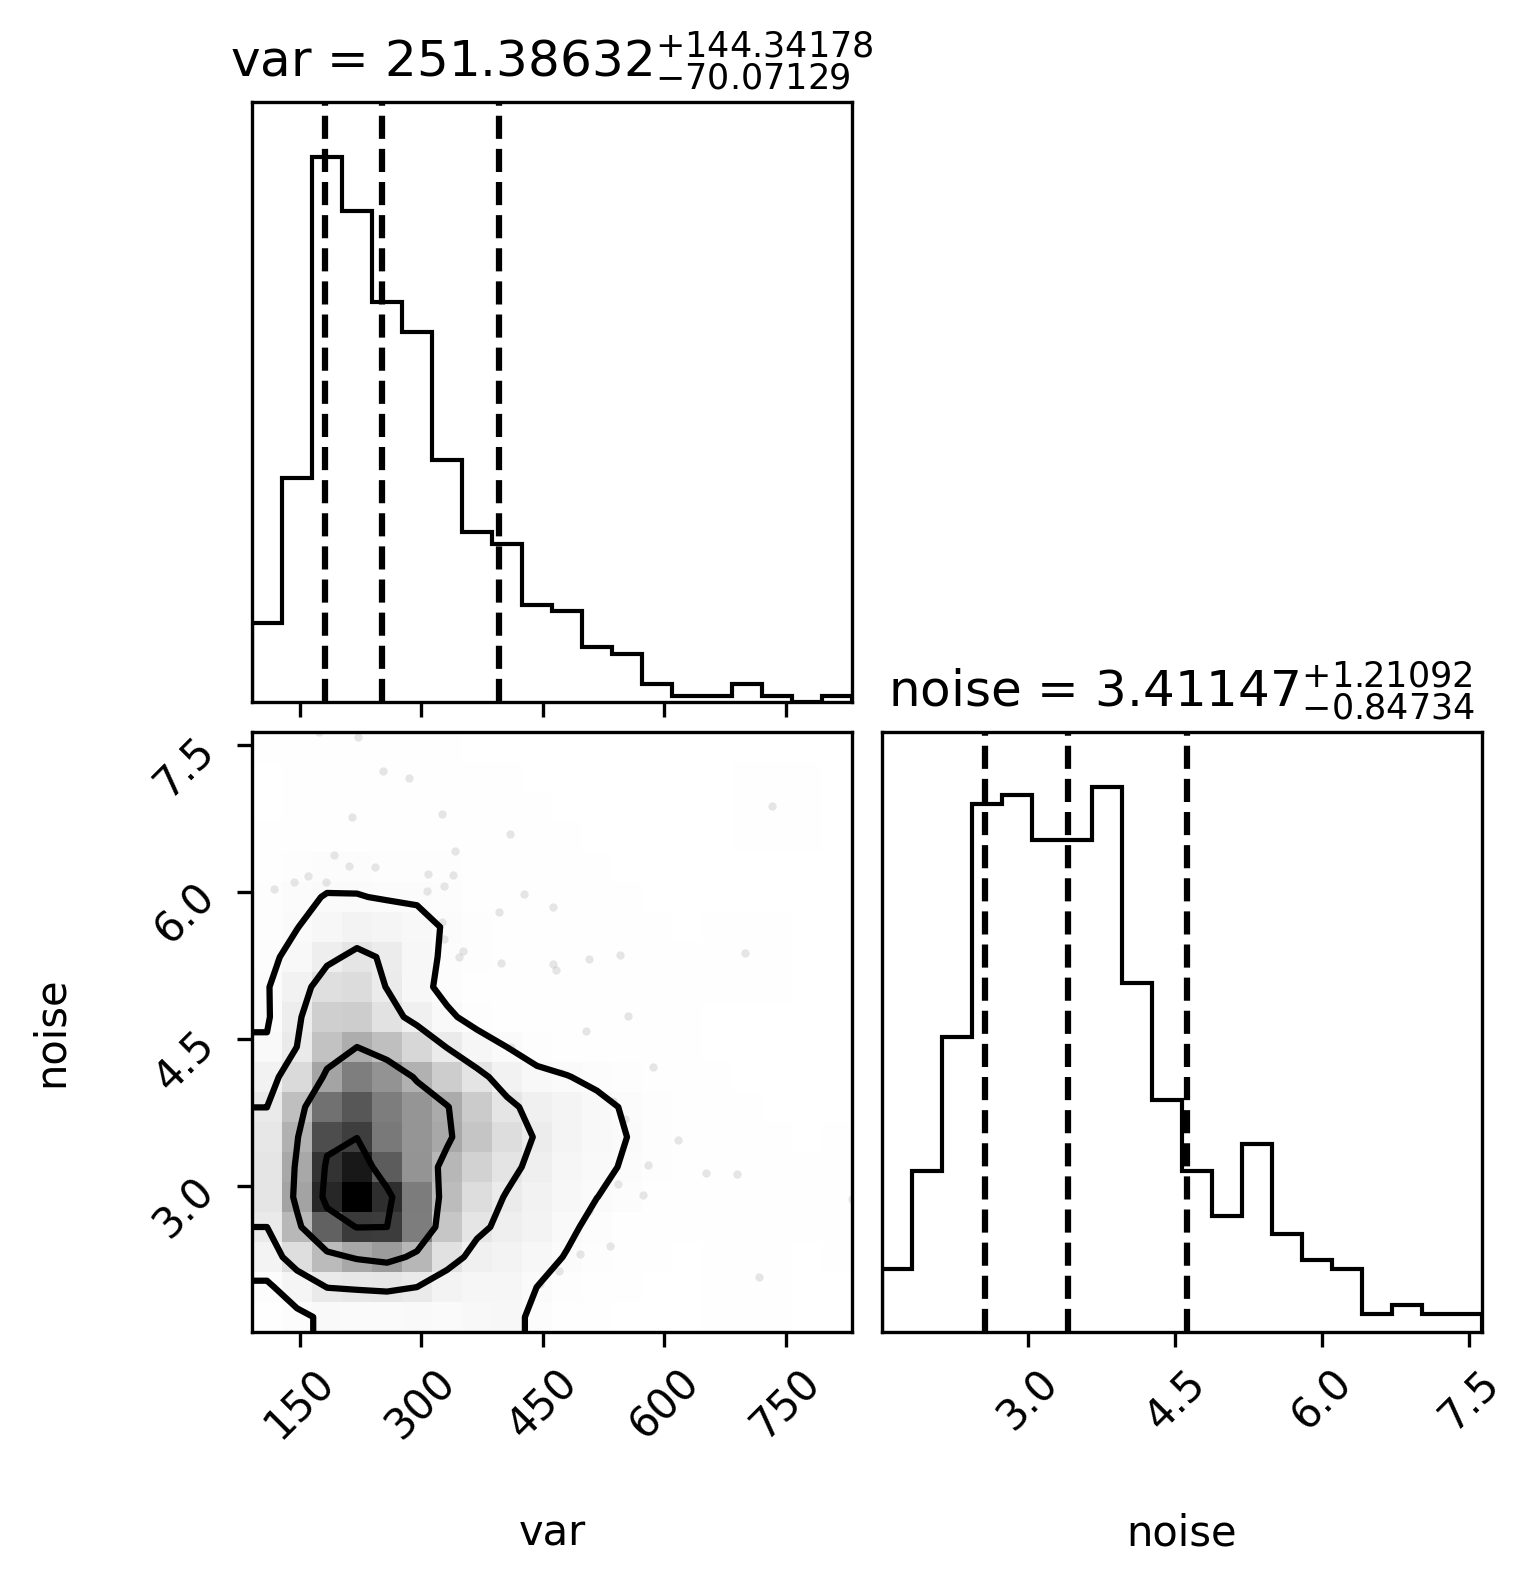 var = 251.38632+144.34178−70.07129
noise = 3.41147+1.21092−0.84734
7.5
6.0
4.5
3.0
noise
150 300 450 600 750
3.0 4.5 6.0 7.5
var
noise